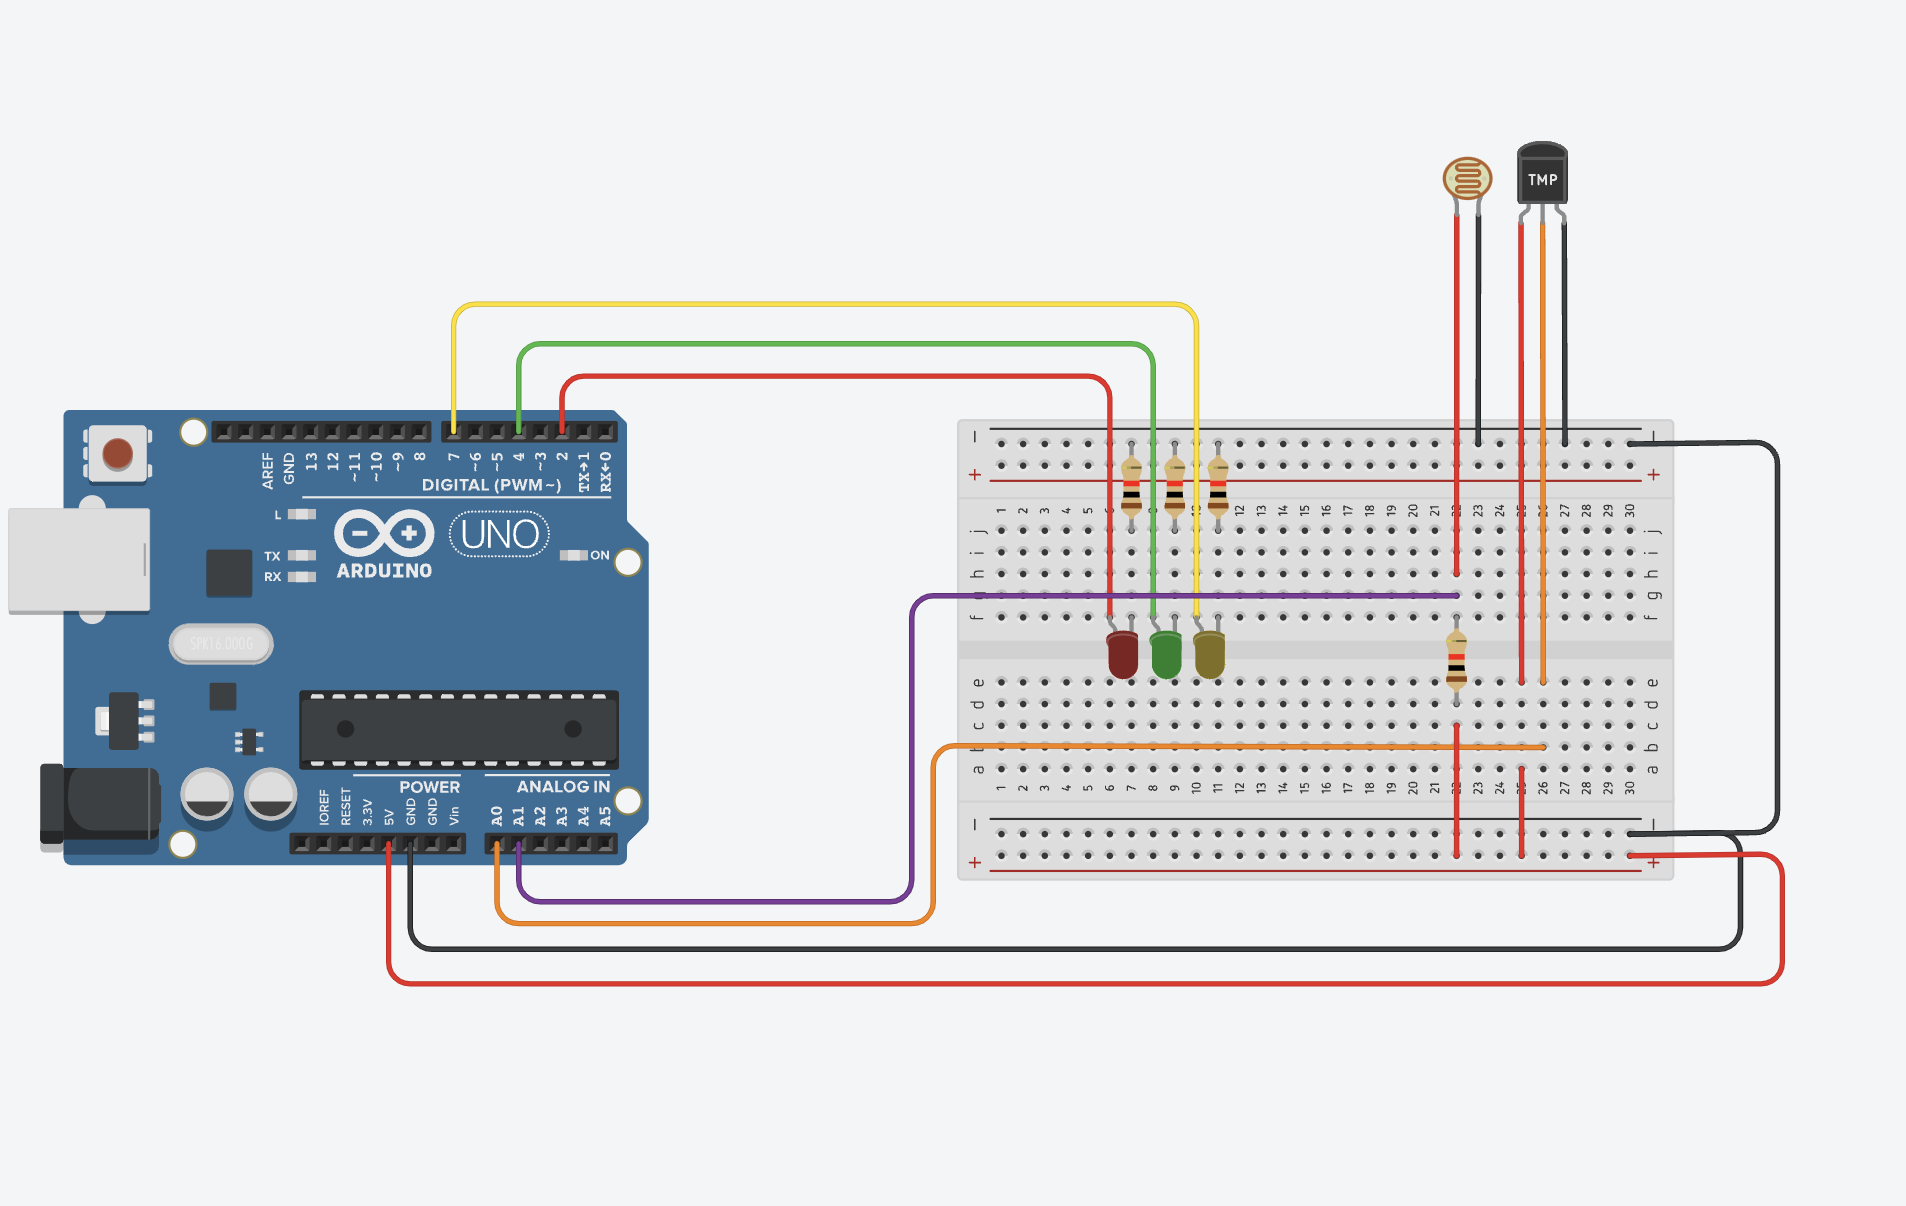 TMP
7 ~6 ~5 4 ~3 2 TX→1 RX←0
AREF GND 13 12 ~11 ~10 ~9 8
DIGITAL (PWM~)
− −
+ +
1 2 3 4 5 6 7 8 9 10 11 12 13 14 15 16 17 18 19 20 21 22 23 24 25 26 27 28 29 30
L
UNO
TX
RX
ON
ARDUINO
j j
i i
h h
g g
f f
SPK16.000G
e e
d d
c c
b b
a a
POWER
ANALOG IN
IOREF RESET 3.3V 5V GND GND Vin
A0 A1 A2 A3 A4 A5
1 2 3 4 5 6 7 8 9 10 11 12 13 14 15 16 17 18 19 20 21 22 23 24 25 26 27 28 29 30
− −
+ +